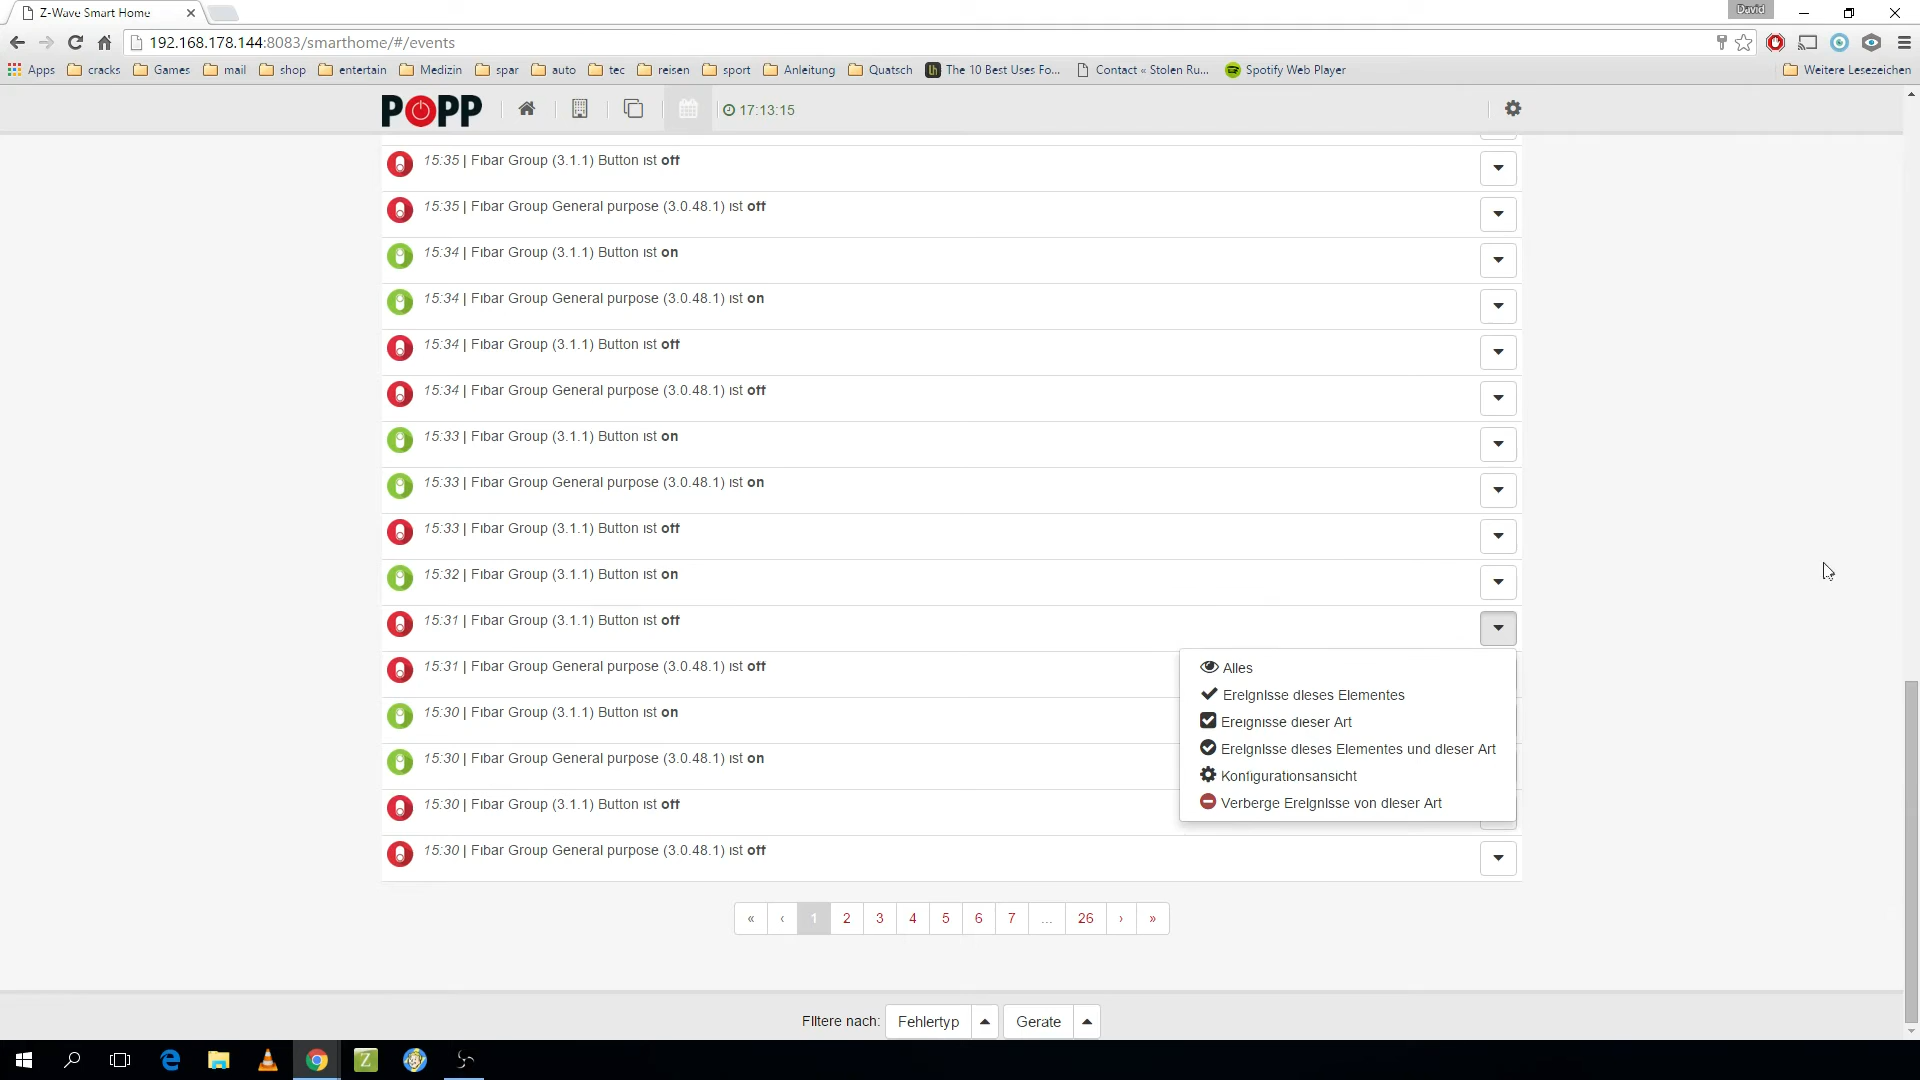 Z-Wave Smart Home
David
192.168.178.144:8083/smarthome/#/events
Apps cracks Games mail shop entertain Medizin spar auto tec reisen sport Anleitung Quatsch The 10 Best Uses Fo... Contact « Stolen Ru... Spotify Web Player Weitere Lesezeichen
POPP 17:13:15
15:35 | Fibar Group (3.1.1) Button ist off
15:35 | Fibar Group General purpose (3.0.48.1) ist off
15:34 | Fibar Group (3.1.1) Button ist on
15:34 | Fibar Group General purpose (3.0.48.1) ist on
15:34 | Fibar Group (3.1.1) Button ist off
15:34 | Fibar Group General purpose (3.0.48.1) ist off
15:33 | Fibar Group (3.1.1) Button ist on
15:33 | Fibar Group General purpose (3.0.48.1) ist on
15:33 | Fibar Group (3.1.1) Button ist off
15:32 | Fibar Group (3.1.1) Button ist on
15:31 | Fibar Group (3.1.1) Button ist off
15:31 | Fibar Group General purpose (3.0.48.1) ist off
15:30 | Fibar Group (3.1.1) Button ist on
15:30 | Fibar Group General purpose (3.0.48.1) ist on
15:30 | Fibar Group (3.1.1) Button ist off
15:30 | Fibar Group General purpose (3.0.48.1) ist off
Alles
Ereignisse dieses Elementes
Ereignisse dieser Art
Ereignisse dieses Elementes und dieser Art
Konfigurationsansicht
Verberge Ereignisse von dieser Art
« ‹ 1 2 3 4 5 6 7 ... 26 › »
Filtere nach: Fehlertyp Geräte